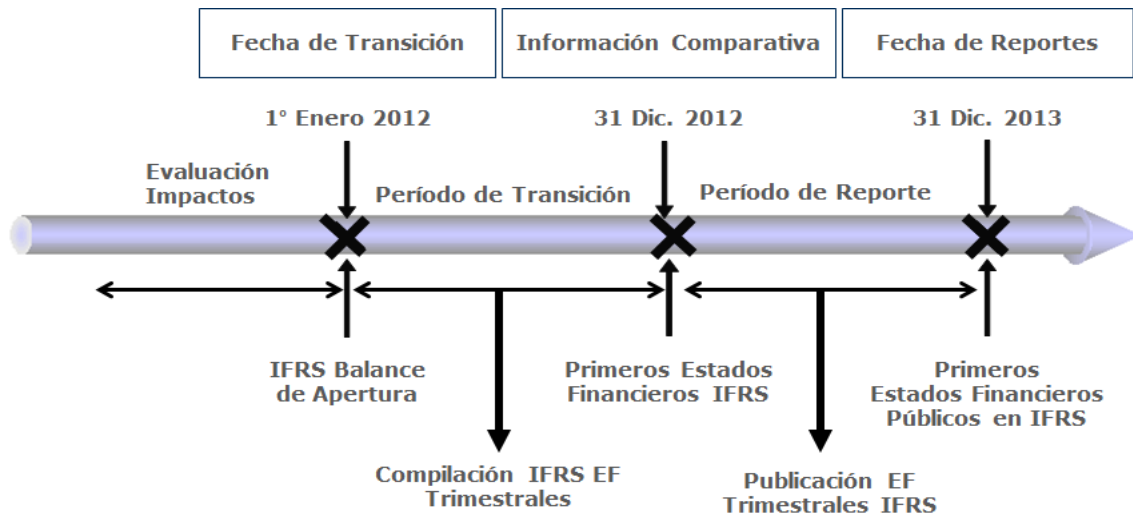 Fecha de Transición
Información Comparativa
Fecha de Reportes
1° Enero 2012
31 Dic. 2012
31 Dic. 2013
Evaluación
Impactos
Período de Transición
Período de Reporte
IFRS Balance
de Apertura
Primeros Estados
Financieros IFRS
Primeros
Estados Financieros
Públicos en IFRS
Compilación IFRS EF
Trimestrales
Publicación EF
Trimestrales IFRS